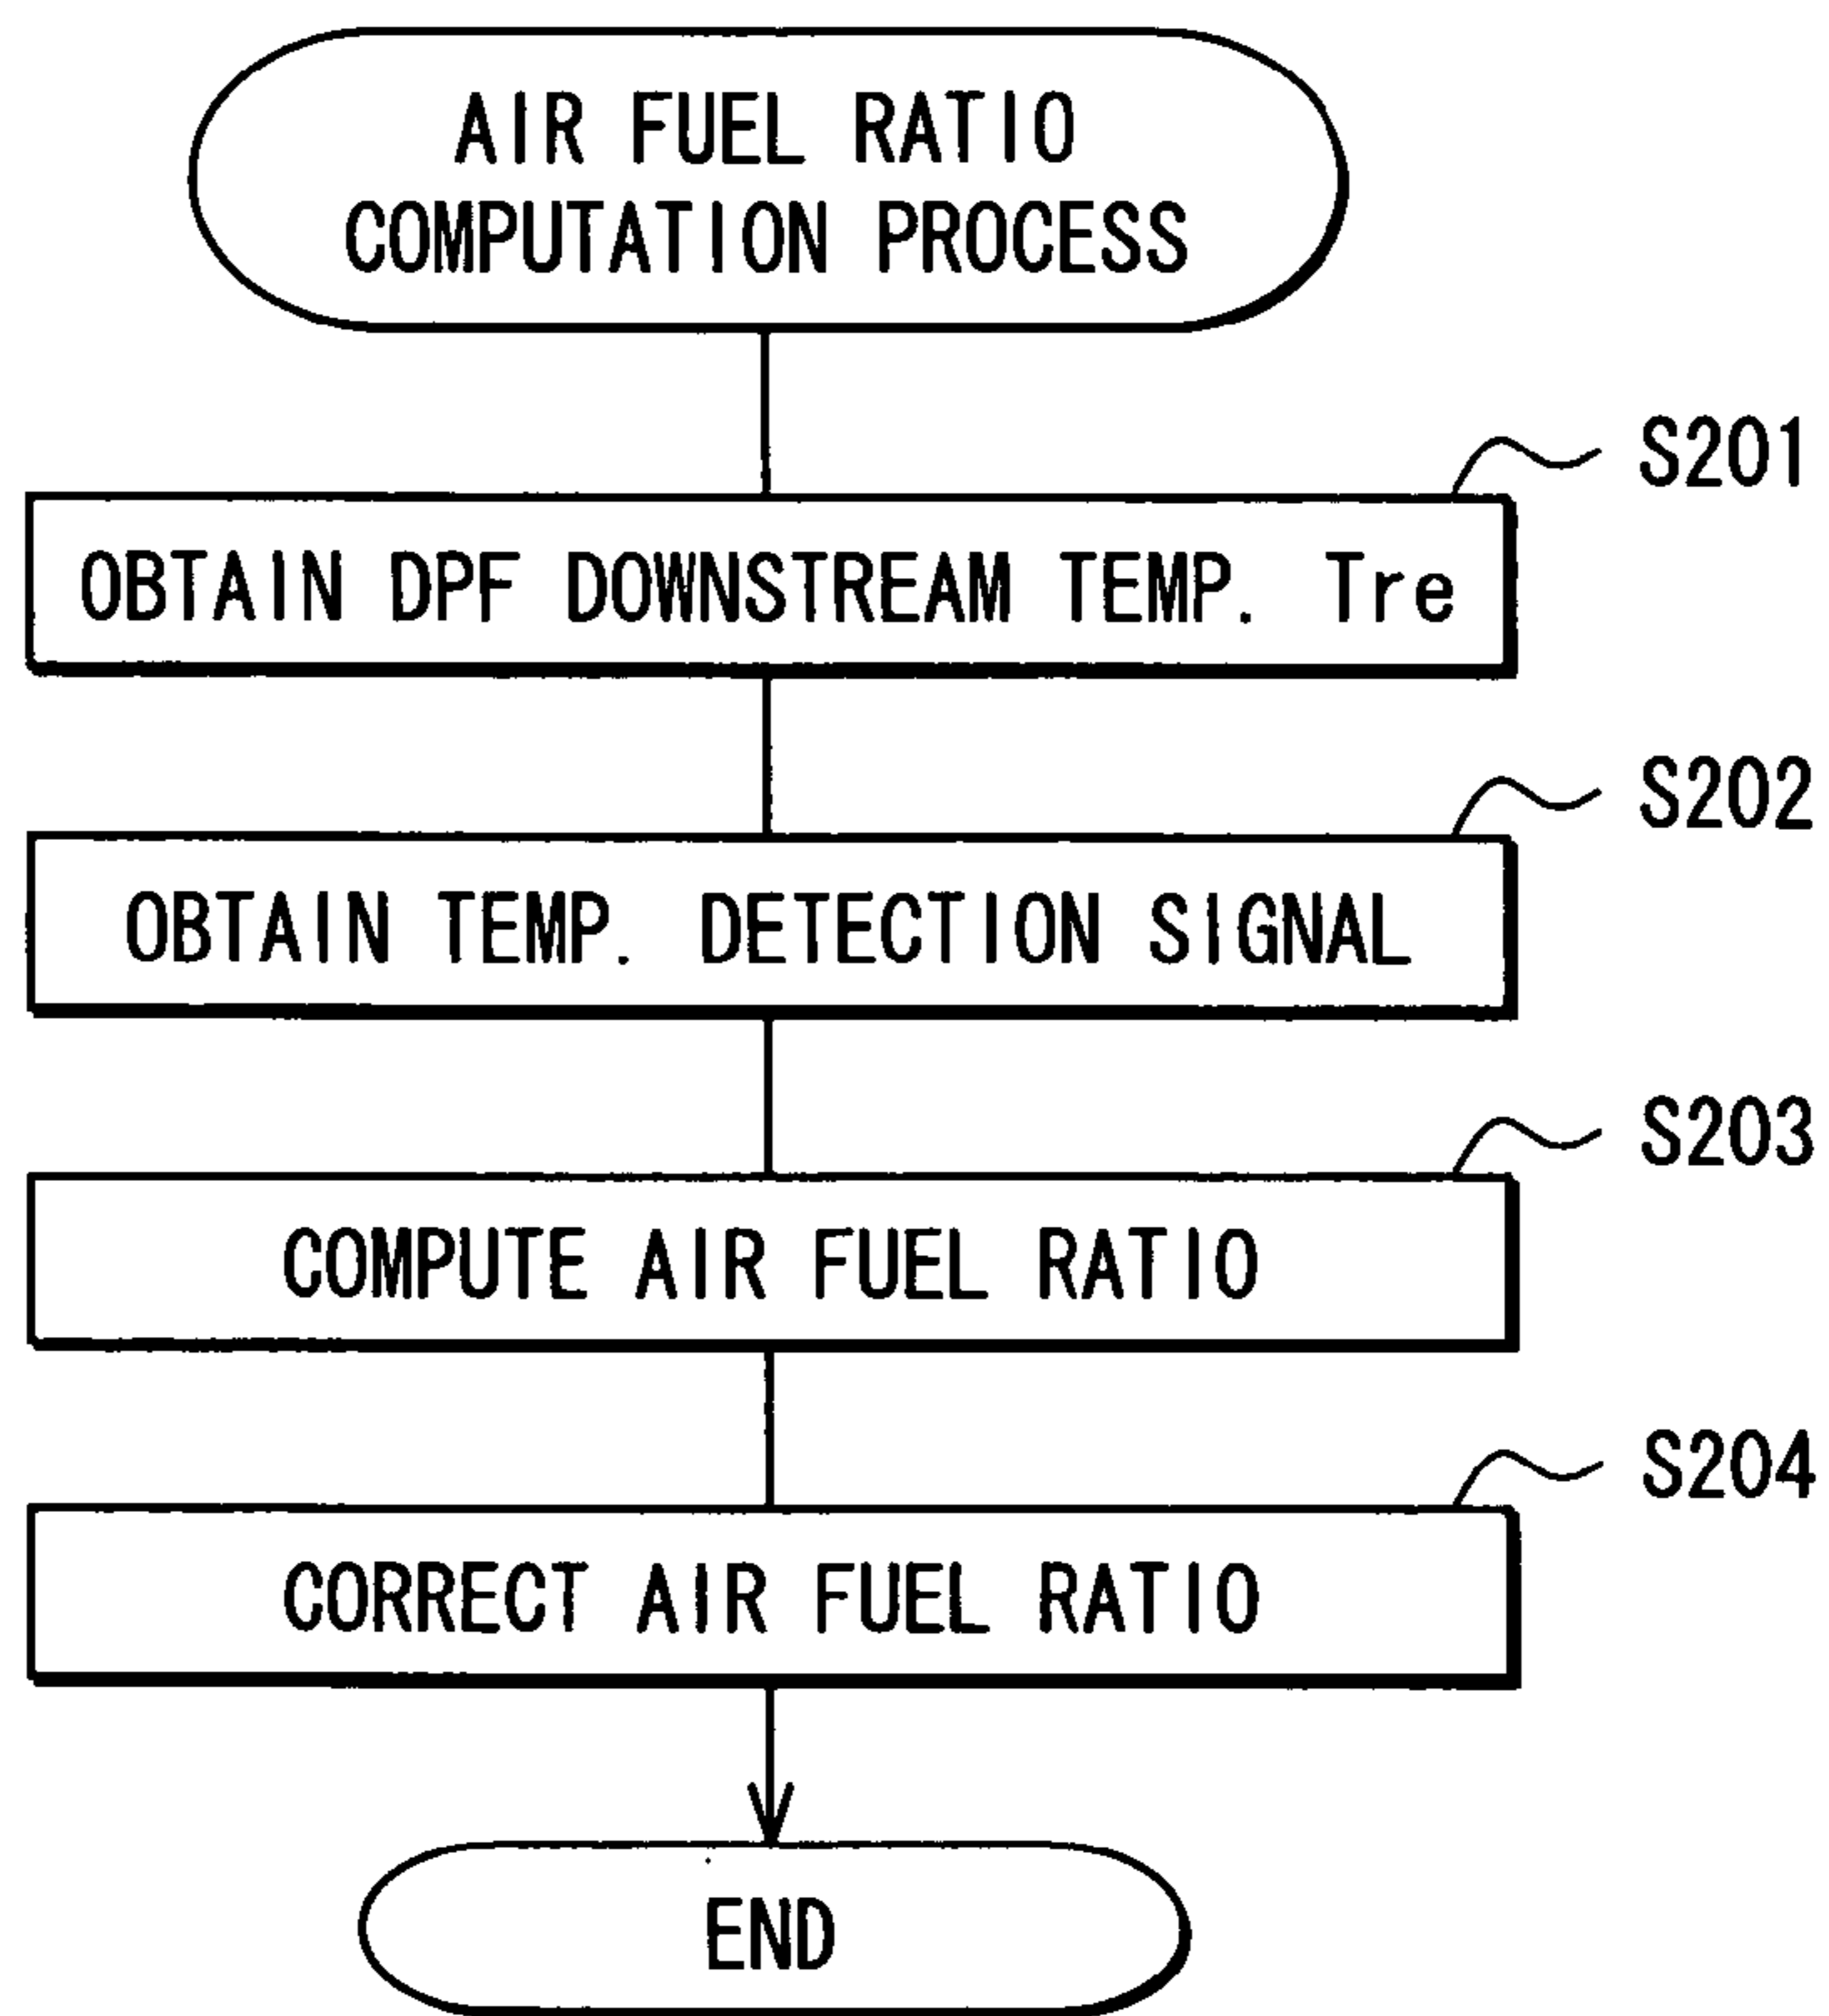 AIR FUEL RATIO
COMPUTATION PROCESS
S201
OBTAIN DPF DOWNSTREAM TEMP. Tre
S202
OBTAIN TEMP. DETECTION SIGNAL
S203
COMPUTE AIR FUEL RATIO
S204
CORRECT AIR FUEL RATIO
END